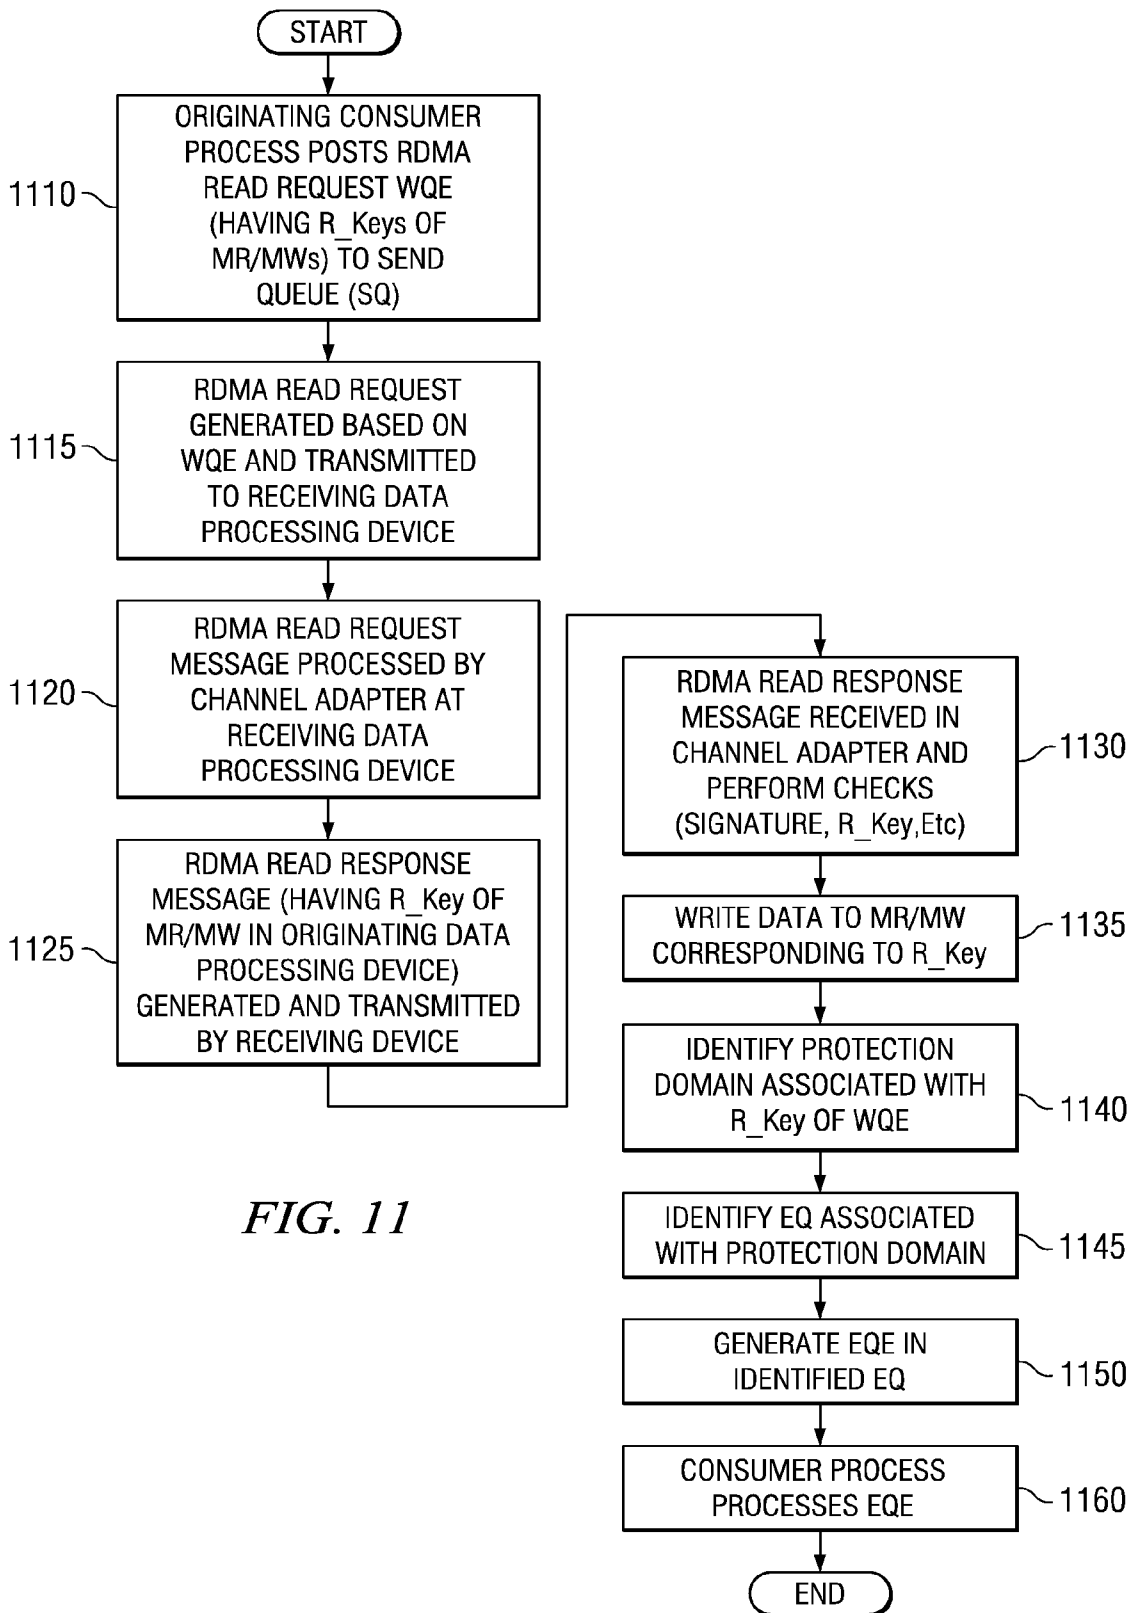 START
1110
ORIGINATING CONSUMER
PROCESS POSTS RDMA
READ REQUEST WQE
(HAVING R_Keys OF
MR/MWs) TO SEND
QUEUE (SQ)
1115
RDMA READ REQUEST
GENERATED BASED ON
WQE AND TRANSMITTED
TO RECEIVING DATA
PROCESSING DEVICE
1120
RDMA READ REQUEST
MESSAGE PROCESSED BY
CHANNEL ADAPTER AT
RECEIVING DATA
PROCESSING DEVICE
1125
RDMA READ RESPONSE
MESSAGE (HAVING R_Key OF
MR/MW IN ORIGINATING DATA
PROCESSING DEVICE)
GENERATED AND TRANSMITTED
BY RECEIVING DEVICE
RDMA READ RESPONSE
MESSAGE RECEIVED IN
CHANNEL ADAPTER AND
PERFORM CHECKS
(SIGNATURE, R_Key,Etc)
1130
WRITE DATA TO MR/MW
CORRESPONDING TO R_Key
1135
IDENTIFY PROTECTION
DOMAIN ASSOCIATED WITH
R_Key OF WQE
1140
IDENTIFY EQ ASSOCIATED
WITH PROTECTION DOMAIN
1145
GENERATE EQE IN
IDENTIFIED EQ
1150
CONSUMER PROCESS
PROCESSES EQE
1160
END
FIG. 11